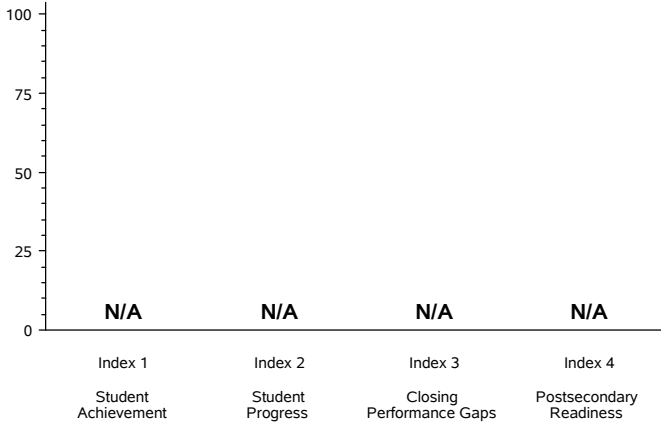 100
75
50
25
0
N/A N/A N/A N/A
Index 1 Index 2 Index 3 Index 4
Student Student Closing Postsecondary
Achievement Progress Performance Gaps Readiness